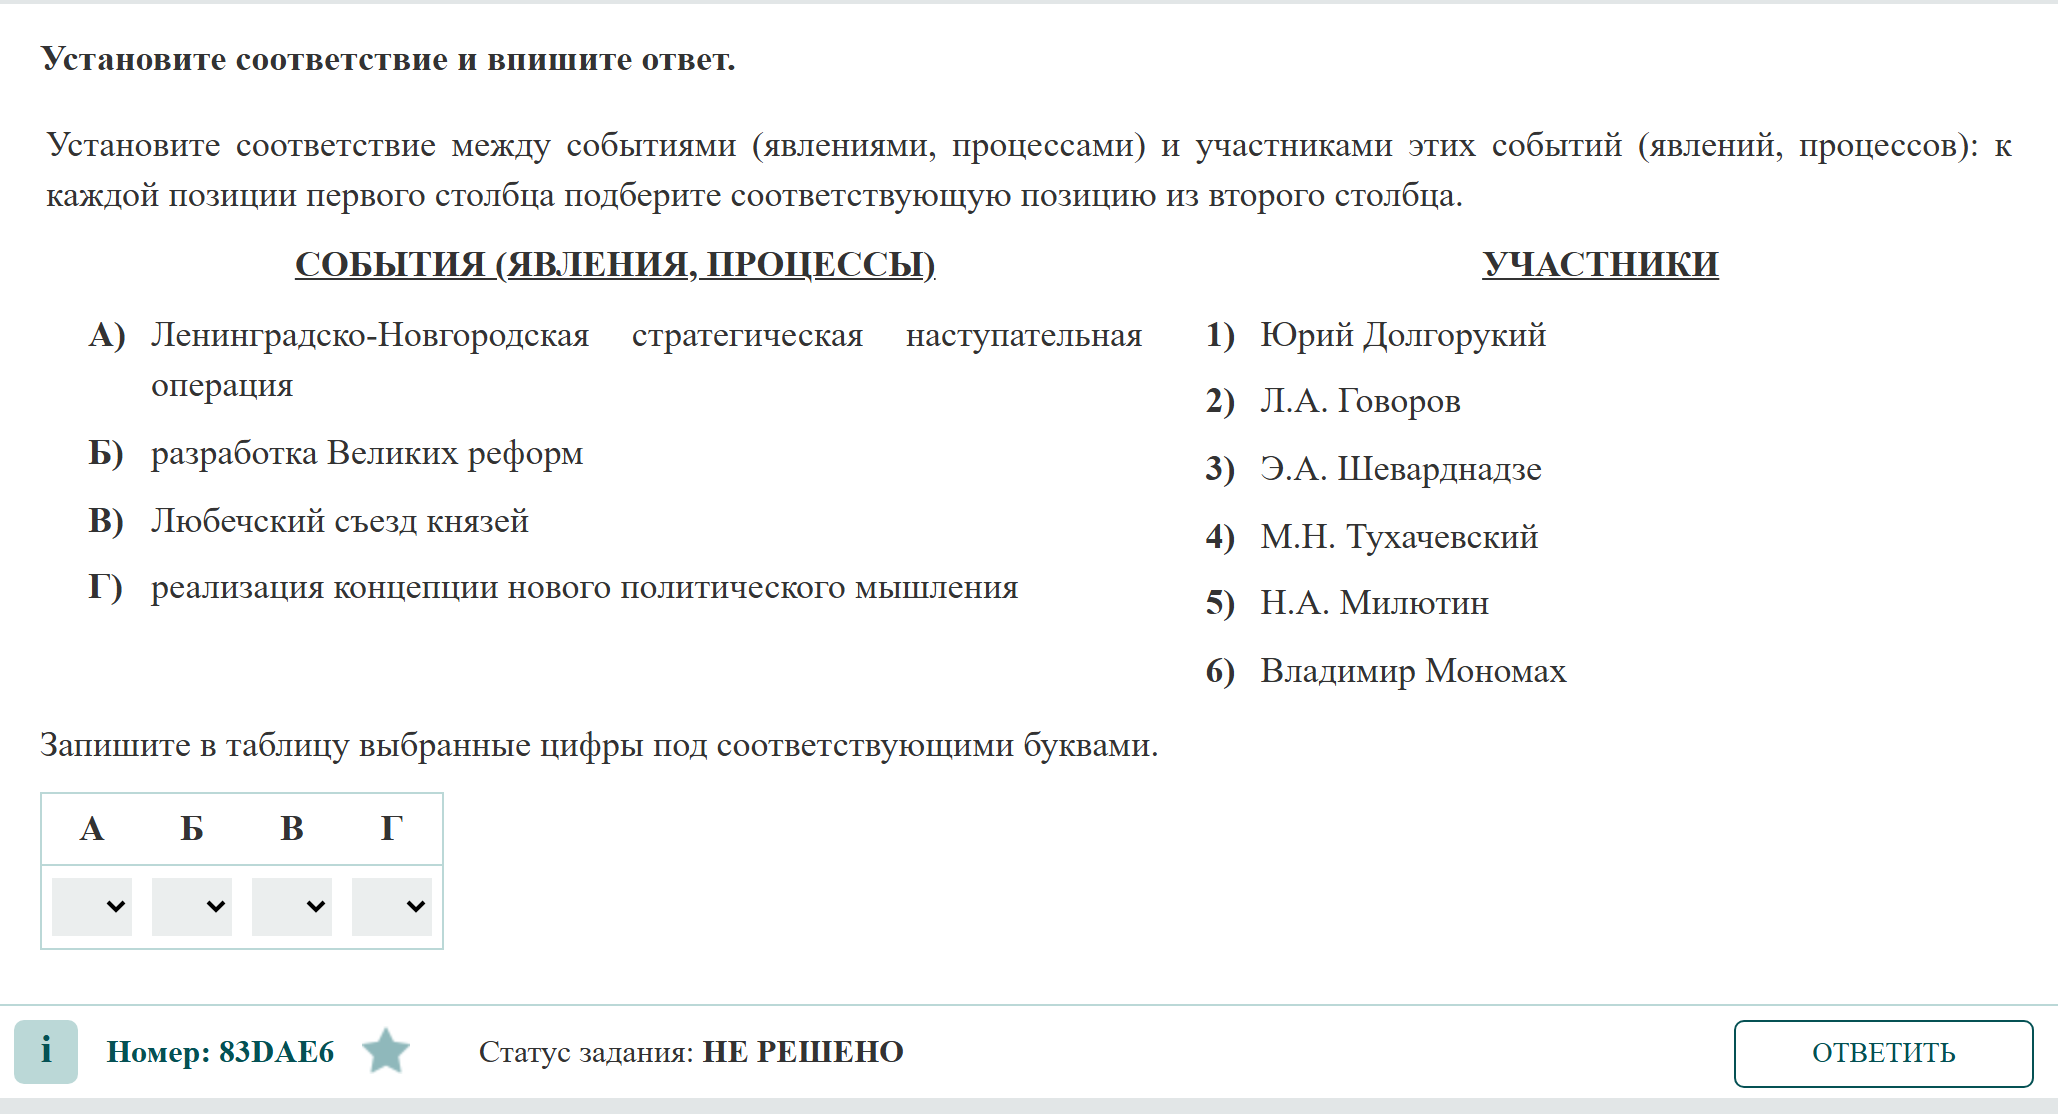 Установите соответствие и впишите ответ.
Установите соответствие между событиями (явлениями, процессами) и участниками этих событий (явлений, процессов): к
каждой позиции первого столбца подберите соответствующую позицию из второго столбца.
СОБЫТИЯ (ЯВЛЕНИЯ, ПРОЦЕССЫ)
А) Ленинградско-Новгородская стратегическая наступательная
операция
Б) разработка Великих реформ
В) Любечский съезд князей
Г) реализация концепции нового политического мышления
УЧАСТНИКИ
1) Юрий Долгорукий
2) Л.А. Говоров
3) Э.А. Шеварднадзе
4) М.Н. Тухачевский
5) Н.А. Милютин
6) Владимир Мономах
Запишите в таблицу выбранные цифры под соответствующими буквами.
А Б В Г
i Номер: 83DAE6 Статус задания: НЕ РЕШЕНО ОТВЕТИТЬ